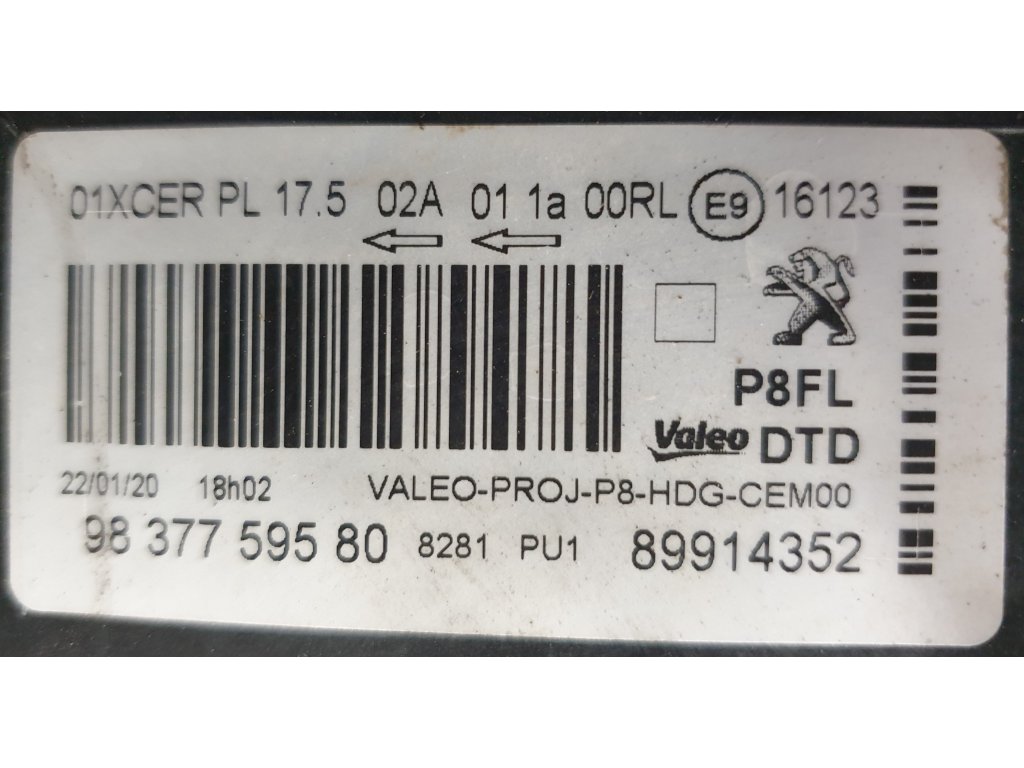 01XCER PL 17.5 02A 01 1a 00RL E9 16123
P8FL
Valeo DTD
22/01/20 18h02 VALEO-PROJ-P8-HDG-CEM00
98 377 595 80 8281 PU1 89914352